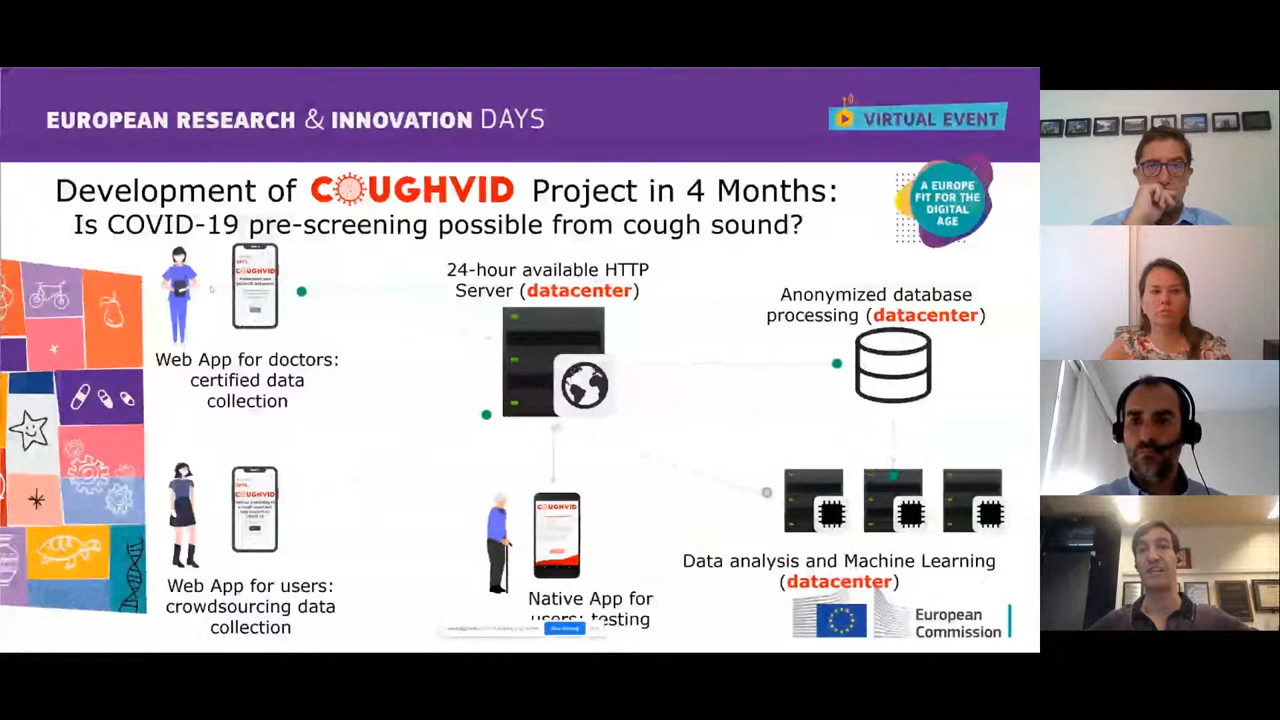 EUROPEAN RESEARCH & INNOVATION DAYS
VIRTUAL EVENT
Development of COUGHVID Project in 4 Months:
Is COVID-19 pre-screening possible from cough sound?
A EUROPE
FIT FOR THE
DIGITAL
AGE
COUGHVID
Web App for doctors:
certified data
collection
24-hour available HTTP
Server (datacenter)
Anonymized database
processing (datacenter)
COUGHVID
Web App for users:
crowdsourcing data
collection
COUGHVID
Native App for
users: testing
Data analysis and Machine Learning
(datacenter)
European
Commission